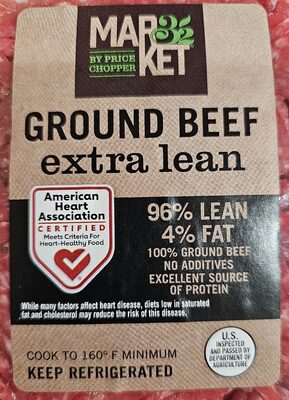 MAR 32
BY PRICE
CHOPPER
KET
GROUND BEEF
extra lean
American
Heart
Association
CERTIFIED
Meets Criteria For
Heart-Healthy Food
96% LEAN
4% FAT
100% GROUND BEEF
NO ADDITIVES
EXCELLENT SOURCE
OF PROTEIN
While many factors affect heart disease, diets low in saturated
fat and cholesterol may reduce the risk of this disease.
COOK TO 160° F MINIMUM
KEEP REFRIGERATED
U.S.
INSPECTED
AND PASSED BY
DEPARTMENT OF
AGRICULTURE